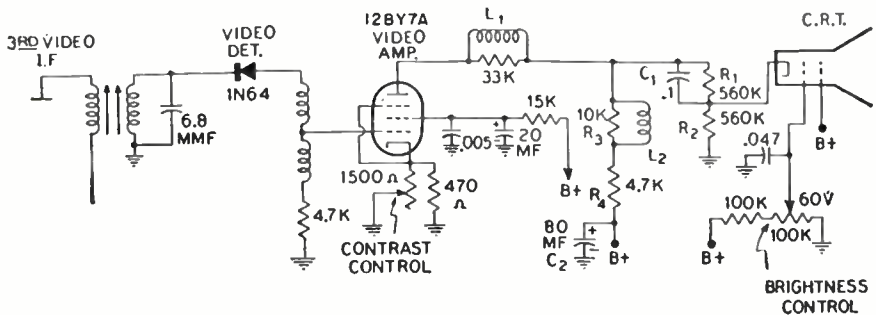 3RD VIDEO
I.F
VIDEO
DET.
1N64
6.8
MMF
4.7K
12BY7A
VIDEO
AMP.
L1
33K
15K
.005
+
20
MF
B+
1500 Ω
470
Ω
CONTRAST
CONTROL
10K
R3
L2
R4
4.7K
80
MF
C2
+
B+
C1
.1
R1
560K
560K
R2
C.R.T.
B+
.047
60V
100K
100K
B+
BRIGHTNESS
CONTROL